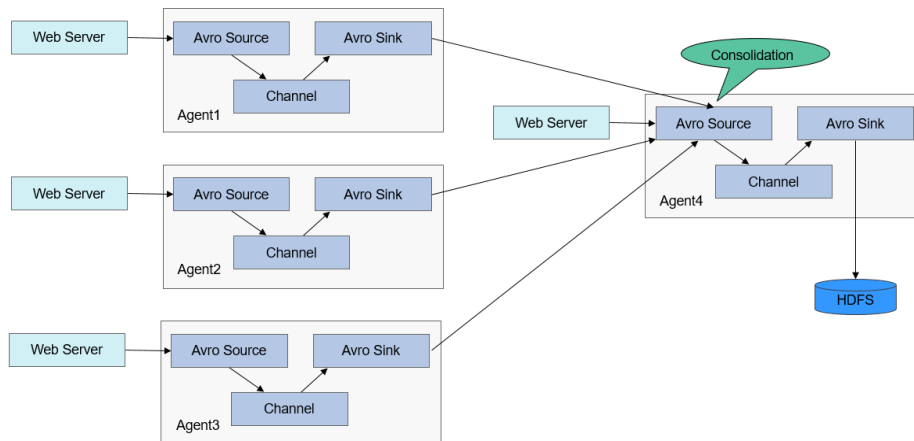 Web Server
Avro Source
Avro Sink
Channel
Agent1
Consolidation
Web Server
Avro Source
Avro Sink
Channel
Agent4
HDFS
Web Server
Avro Source
Avro Sink
Channel
Agent2
Web Server
Avro Source
Avro Sink
Channel
Agent3